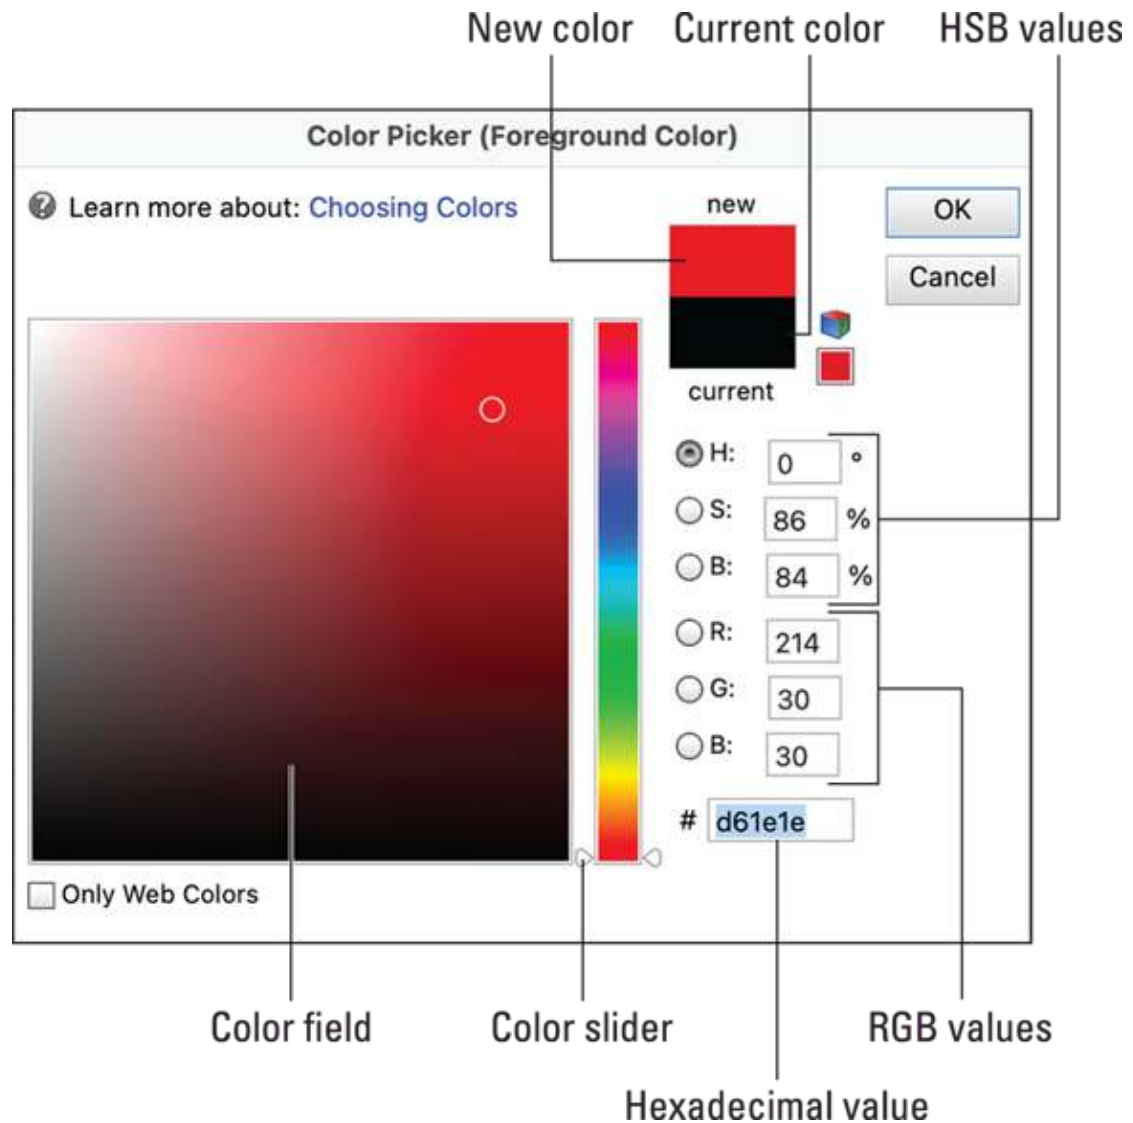 New color Current color HSB values
Color Picker (Foreground Color)
Learn more about: Choosing Colors
new
OK
Cancel
current
H: 0 °
S: 86 %
B: 84 %
R: 214
G: 30
B: 30
# d61e1e
Only Web Colors
Color field Color slider RGB values
Hexadecimal value